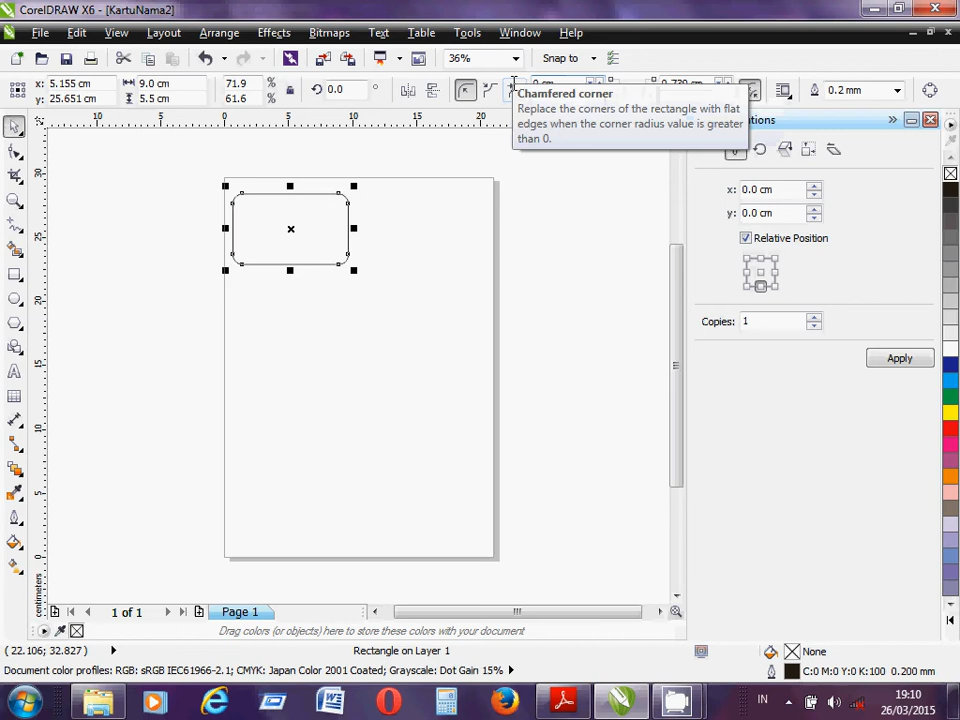 CorelDRAW X6 - [KartuNama2]
File Edit View Layout Arrange Effects Bitmaps Text Table Tools Window Help
36% Snap to
x: 5.155 cm 9.0 cm 71.9 % 0.0 ° 0 cm 0.739 cm 0.2 mm
y: 25.651 cm 5.5 cm 61.6 %
Chamfered corner
Replace the corners of the rectangle with flat
edges when the corner radius value is greater
than 0.
10 5 0 5 10 15 20
30
25
20
15
10
5
0
centimeters
x: 0.0 cm
y: 0.0 cm
Relative Position
Copies: 1
Apply
1 of 1 Page 1
Drag colors (or objects) here to store these colors with your document
( 22.106; 32.827 ) Rectangle on Layer 1 None
Document color profiles: RGB: sRGB IEC61966-2.1; CMYK: Japan Color 2001 Coated; Grayscale: Dot Gain 15% C:0 M:0 Y:0 K:100 0.200 mm
IN 19:10
26/03/2015